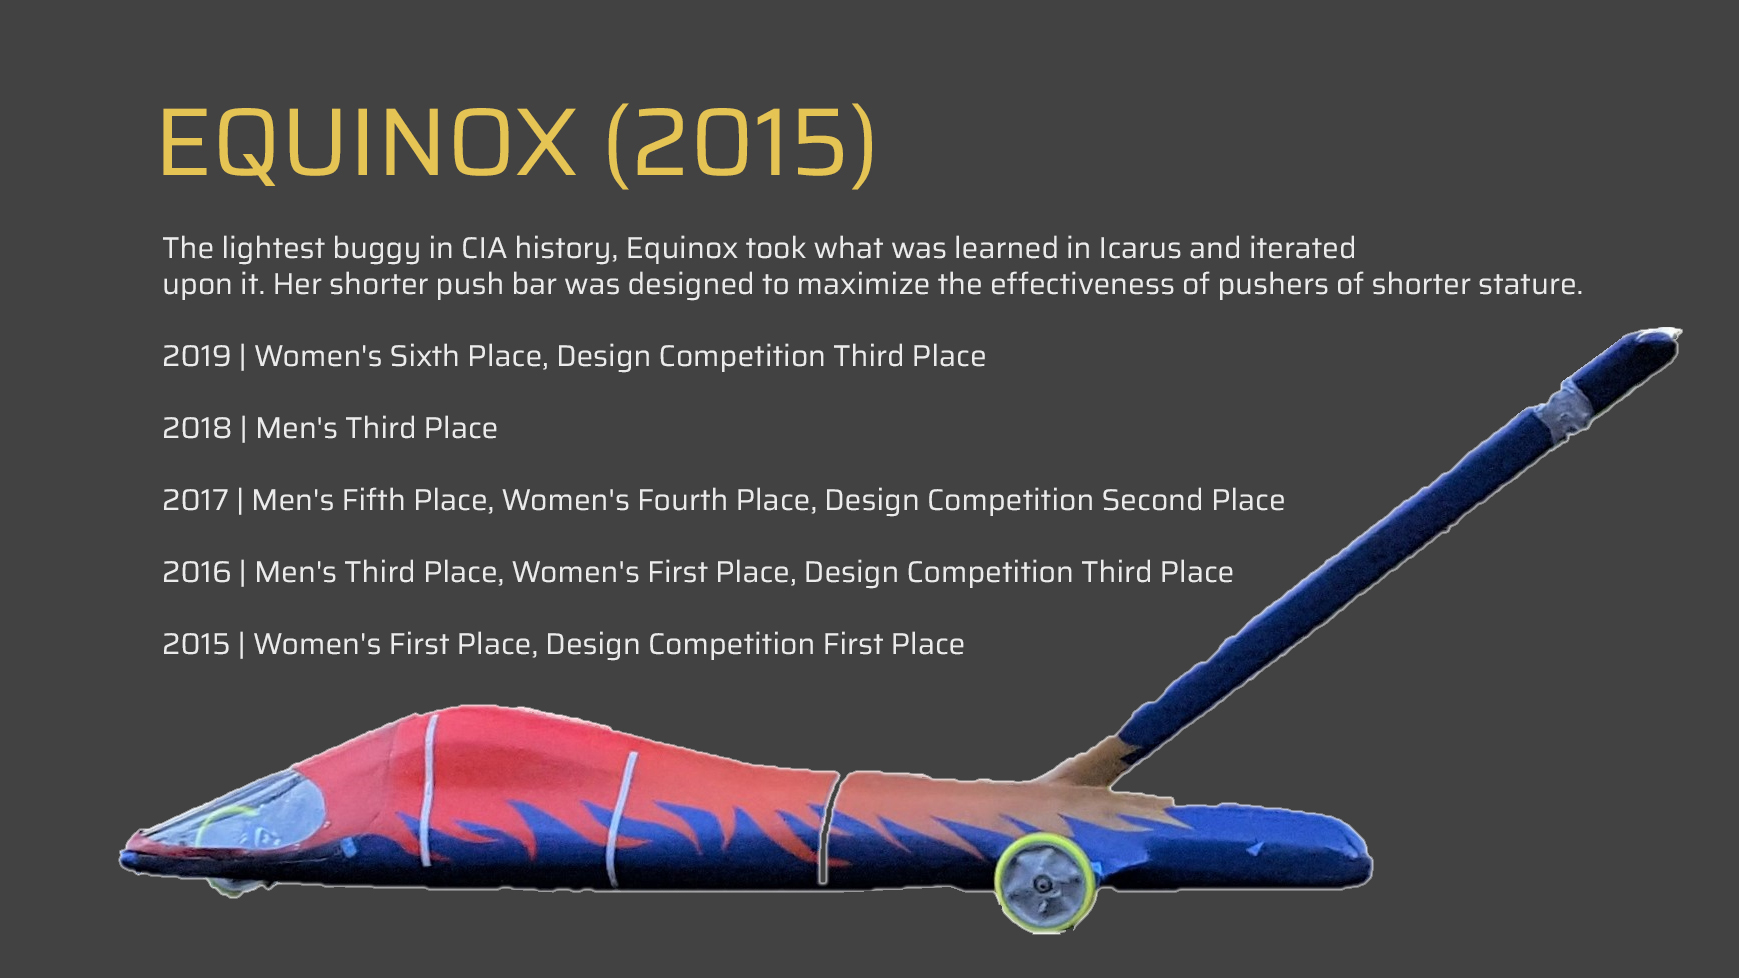 EQUINOX (2015)
The lightest buggy in CIA history, Equinox took what was learned in Icarus and iterated
upon it. Her shorter push bar was designed to maximize the effectiveness of pushers of shorter stature.
2019 | Women's Sixth Place, Design Competition Third Place
2018 | Men's Third Place
2017 | Men's Fifth Place, Women's Fourth Place, Design Competition Second Place
2016 | Men's Third Place, Women's First Place, Design Competition Third Place
2015 | Women's First Place, Design Competition First Place